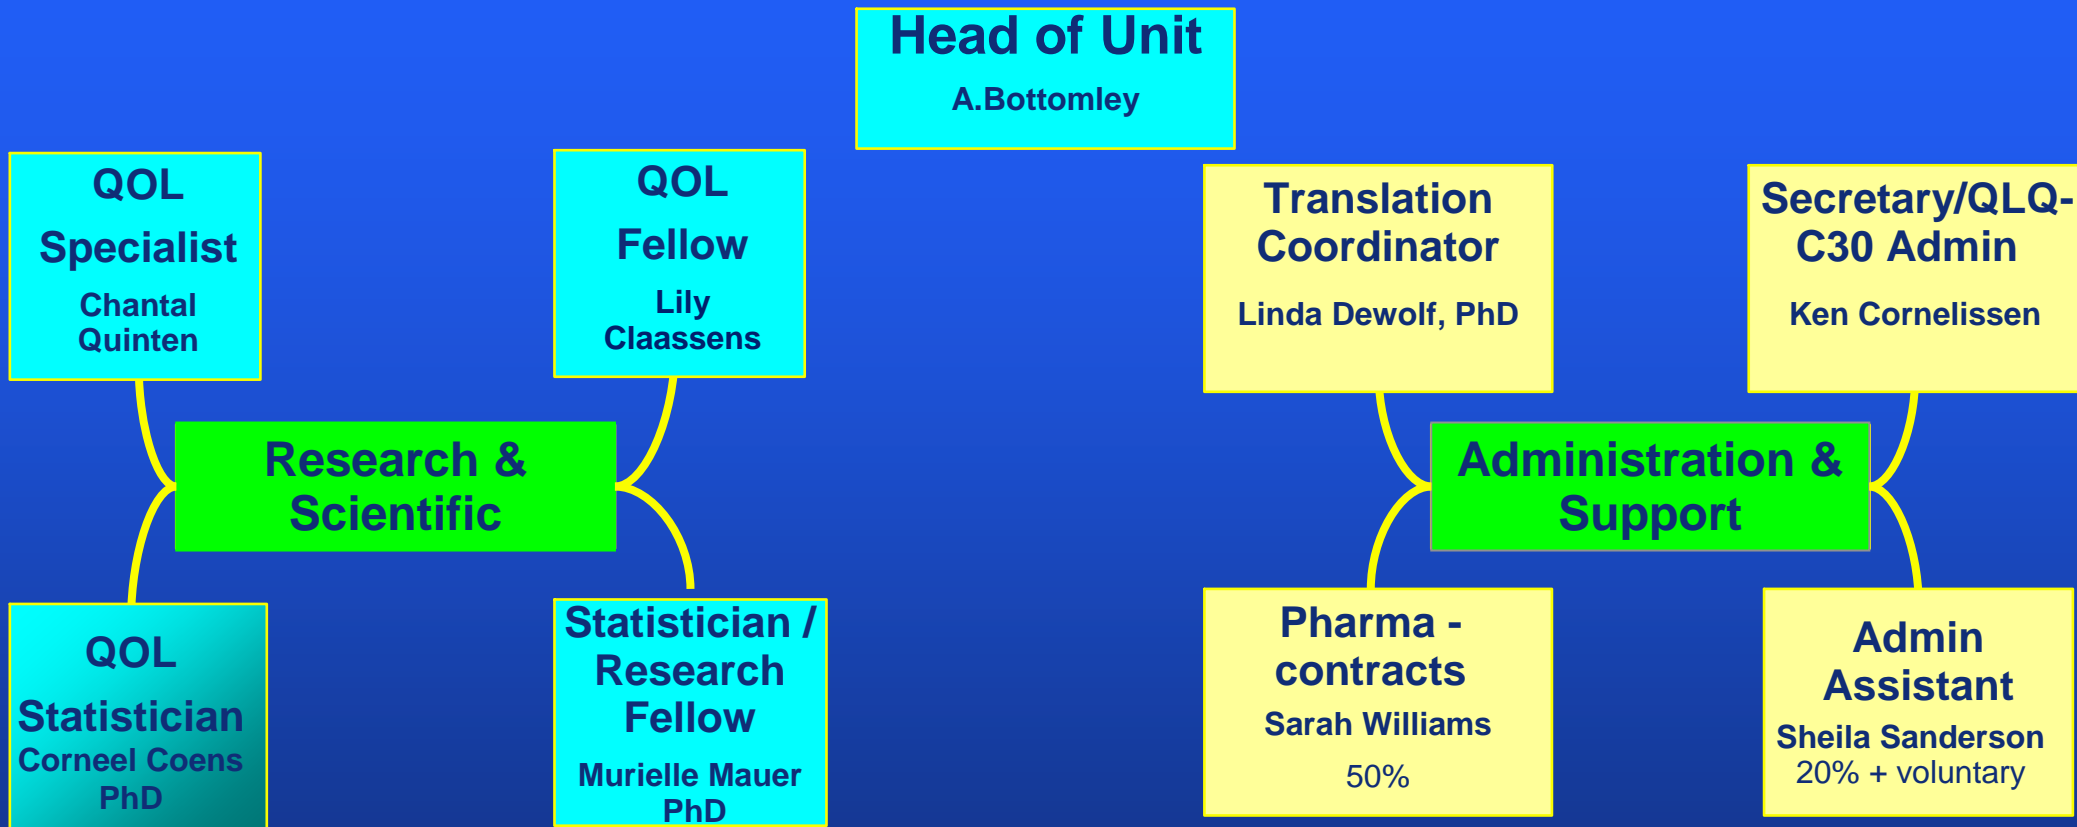 Head of Unit
A.Bottomley
QOL
Specialist
Chantal
Quinten
QOL
Fellow
Lily
Claassens
Translation
Coordinator
Linda Dewolf, PhD
Secretary/QLQ-
C30 Admin
Ken Cornelissen
Research &
Scientific
Administration &
Support
QOL
Statistician
Corneel Coens
PhD
Statistician /
Research
Fellow
Murielle Mauer
PhD
Pharma -
contracts
Sarah Williams
50%
Admin
Assistant
Sheila Sanderson
20% + voluntary